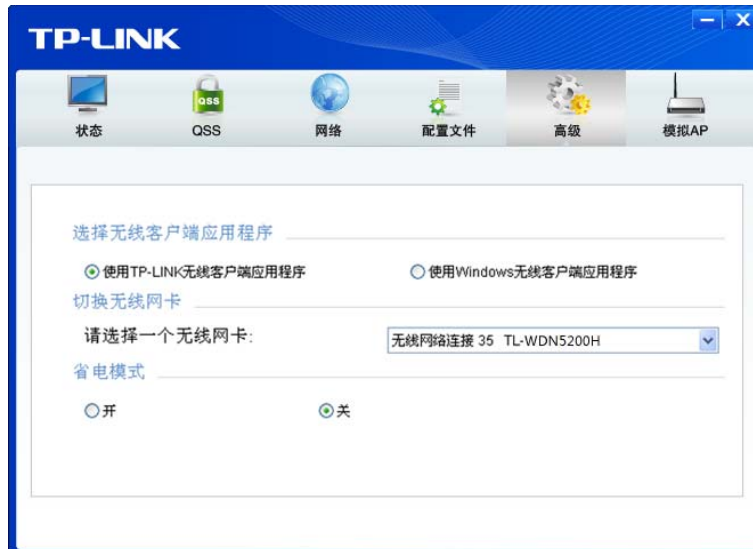 TP-LINK
状态 QSS 网络 配置文件 高级 模拟AP
选择无线客户端应用程序
使用TP-LINK无线客户端应用程序 使用Windows无线客户端应用程序
切换无线网卡
请选择一个无线网卡: 无线网络连接 35 TL-WDN5200H
省电模式
开 关